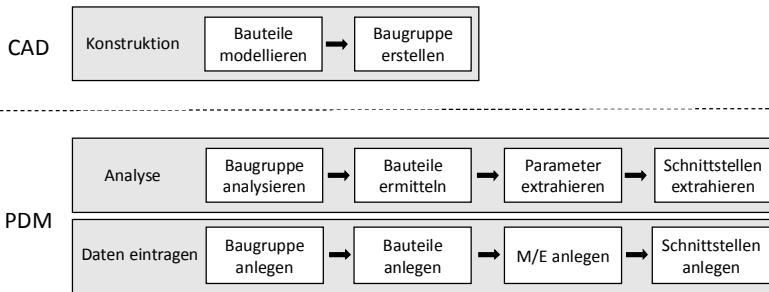 CAD
Konstruktion
Bauteile
modellieren
Baugruppe
erstellen
PDM
Analyse
Baugruppe
analysieren
Bauteile
ermitteln
Parameter
extrahieren
Schnittstellen
extrahieren
Daten eintragen
Baugruppe
anlegen
Bauteile
anlegen
M/E anlegen
Schnittstellen
anlegen